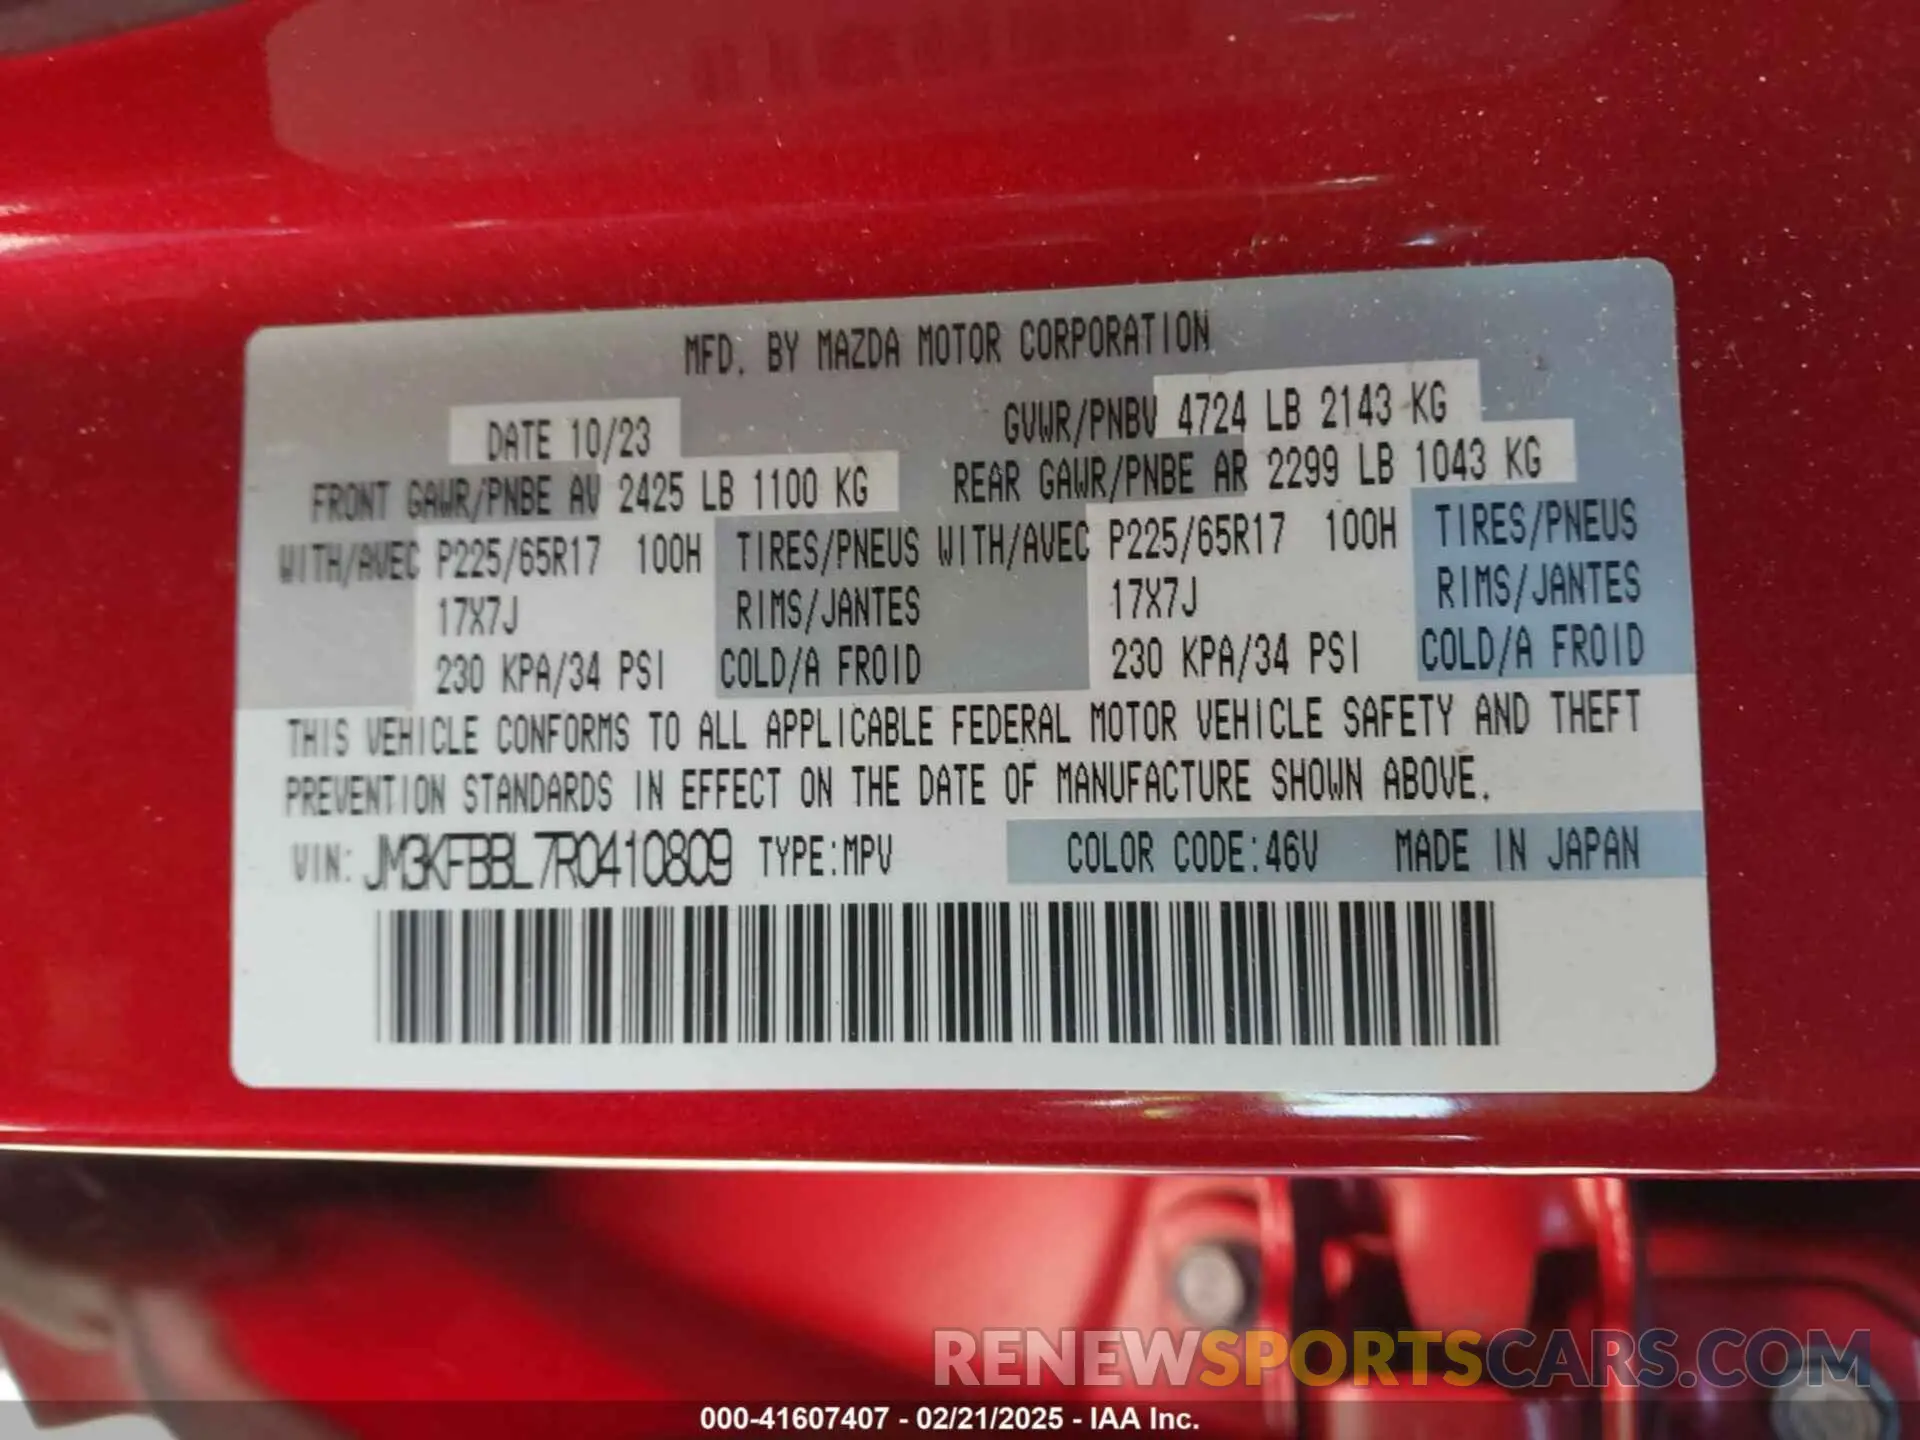 MFD. BY MAZDA MOTOR CORPORATION
DATE 10/23 GVWR/PNBV 4724 LB 2143 KG
FRONT GAWR/PNBE AV 2425 LB 1100 KG REAR GAWR/PNBE AR 2299 LB 1043 KG
WITH/AVEC P225/65R17 100H TIRES/PNEUS WITH/AVEC P225/65R17 100H TIRES/PNEUS
17X7J RIMS/JANTES 17X7J RIMS/JANTES
230 KPA/34 PSI COLD/A FROID 230 KPA/34 PSI COLD/A FROID
THIS VEHICLE CONFORMS TO ALL APPLICABLE FEDERAL MOTOR VEHICLE SAFETY AND THEFT
PREVENTION STANDARDS IN EFFECT ON THE DATE OF MANUFACTURE SHOWN ABOVE.
VIN: JM3KFBBL7R0410809 TYPE:MPV COLOR CODE:46V MADE IN JAPAN
RENEWSPORTSCARS.COM
000-41607407 - 02/21/2025 - IAA Inc.